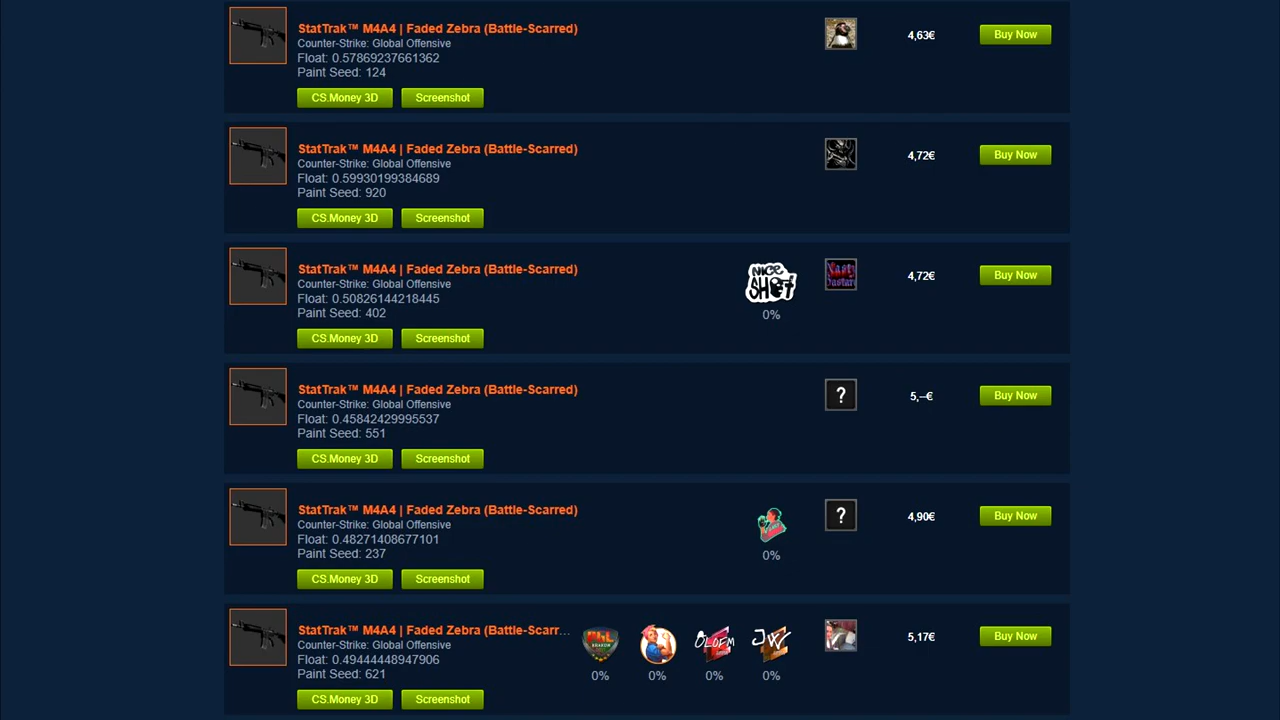 StatTrak™ M4A4 | Faded Zebra (Battle-Scarred)
Counter-Strike: Global Offensive
Float: 0.57869237661362
Paint Seed: 124
4,63€
Buy Now
CS.Money 3D
Screenshot
StatTrak™ M4A4 | Faded Zebra (Battle-Scarred)
Counter-Strike: Global Offensive
Float: 0.59930199384689
Paint Seed: 920
4,72€
Buy Now
CS.Money 3D
Screenshot
StatTrak™ M4A4 | Faded Zebra (Battle-Scarred)
Counter-Strike: Global Offensive
Float: 0.50826144218445
Paint Seed: 402
NICE
SHOT
0%
Nasty
4,72€
Buy Now
CS.Money 3D
Screenshot
StatTrak™ M4A4 | Faded Zebra (Battle-Scarred)
Counter-Strike: Global Offensive
Float: 0.45842429995537
Paint Seed: 551
?
5,--€
Buy Now
CS.Money 3D
Screenshot
StatTrak™ M4A4 | Faded Zebra (Battle-Scarred)
Counter-Strike: Global Offensive
Float: 0.48271408677101
Paint Seed: 237
0%
?
4,90€
Buy Now
CS.Money 3D
Screenshot
StatTrak™ M4A4 | Faded Zebra (Battle-Scarr...
Counter-Strike: Global Offensive
Float: 0.49444448947906
Paint Seed: 621
0%
0%
OLOFM
0%
JW
0%
5,17€
Buy Now
CS.Money 3D
Screenshot